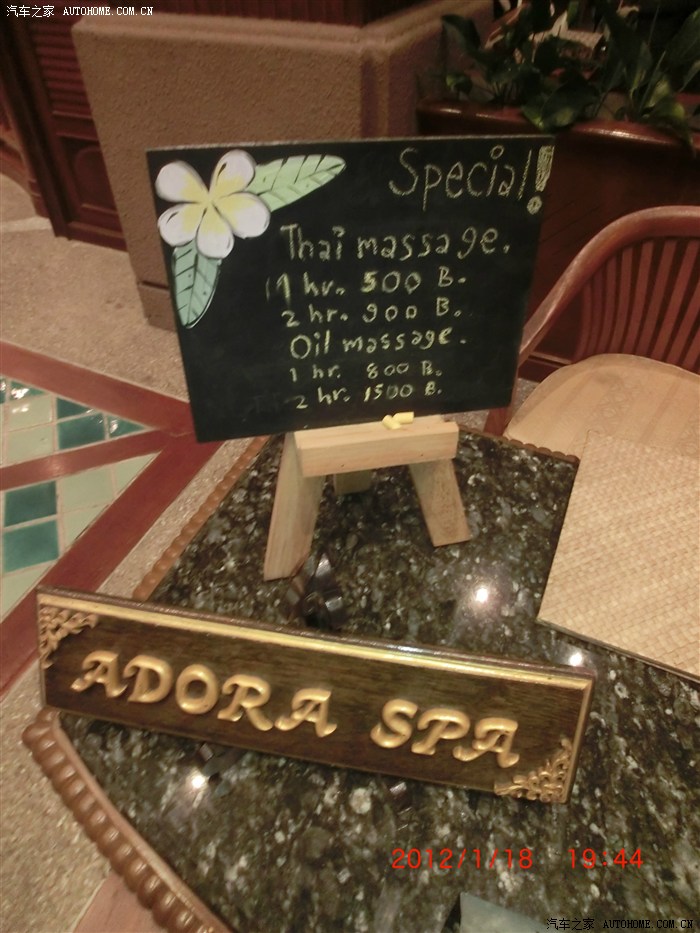 汽车之家 AUTOHOME.COM.CN
Special!
Thai massage.
1 hr. 500 B.
2 hr. 900 B.
Oil massage.
1 hr. 800 B.
2 hr. 1500 B.
ADORA SPA
2012/1/18 19:44
汽车之家 AUTOHOME.COM.CN